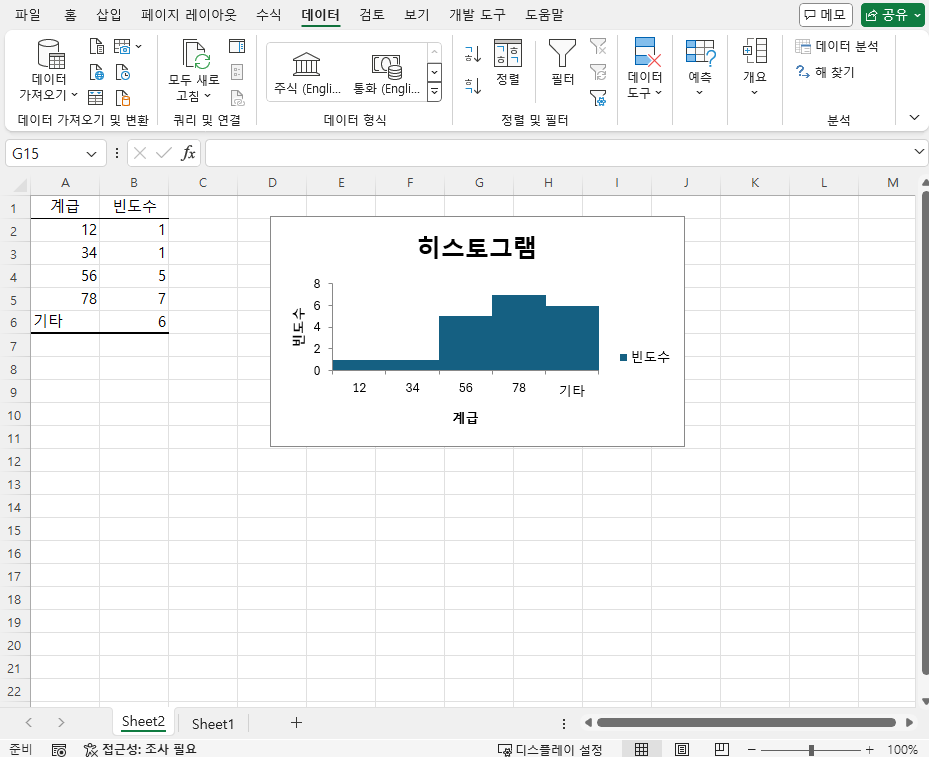 파일 홈 삽입 페이지 레이아웃 수식 데이터 검토 보기 개발 도구 도움말 메모 공유
데이터
가져오기
모두 새로
고침
주식 (Engli...
통화 (Engli...
정렬
필터
데이터
도구
예측
개요
데이터 분석
해 찾기
데이터 가져오기 및 변환 쿼리 및 연결 데이터 형식 정렬 및 필터 분석
G15 fx
A B C D E F G H I J K L M
1 계급 빈도수
2 12 1
3 34 1
4 56 5
5 78 7
6 기타 6
7
8
9
10
11
12
13
14
15
16
17
18
19
20
21
22
히스토그램
빈도수
8
6
4
2
0
12 34 56 78 기타
계급
빈도수
Sheet2 Sheet1
준비 접근성: 조사 필요 디스플레이 설정 100%